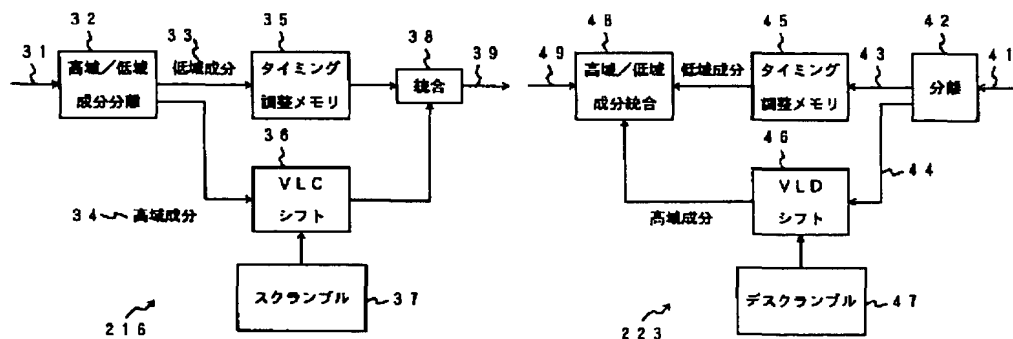 32
33
35
31
高域／低域
成分分離
低域成分
タイミング
調整メモリ
38
39
統合
36
VLC
シフト
34
高域成分
スクランブル
37
216
48
45
42
49
43
41
高域／低域
成分統合
低域成分
タイミング
調整メモリ
分離
46
44
VLD
シフト
高域成分
デスクランブル
47
223